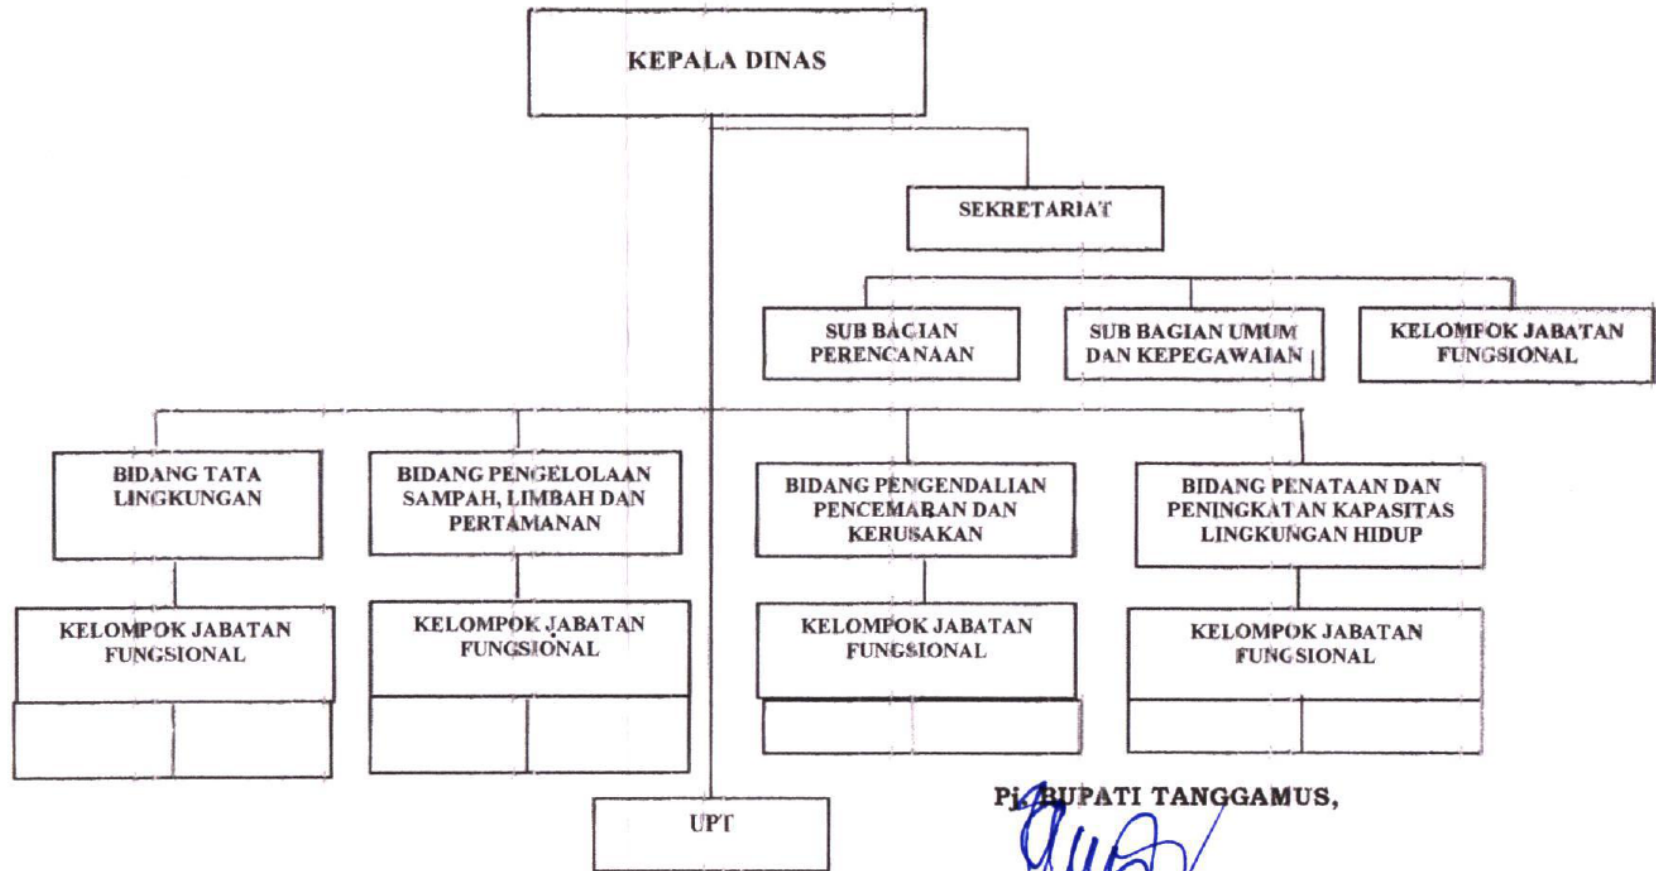 KEPALA DINAS
SEKRETARIAT
SUB BAGIAN
PERENCANAAN
SUB BAGIAN UMUM
DAN KEPEGAWAIAN
KELOMPOK JABATAN
FUNGSIONAL
BIDANG TATA
LINGKUNGAN
BIDANG PENGELOLAAN
SAMPAH, LIMBAH DAN
PERTAMANAN
BIDANG PENGENDALIAN
PENCEMARAN DAN
KERUSAKAN
BIDANG PENATAAN DAN
PENINGKATAN KAPASITAS
LINGKUNGAN HIDUP
KELOMPOK JABATAN
FUNGSIONAL
KELOMPOK JABATAN
FUNGSIONAL
KELOMPOK JABATAN
FUNGSIONAL
KELOMPOK JABATAN
FUNGSIONAL
UPT
Pj. BUPATI TANGGAMUS,